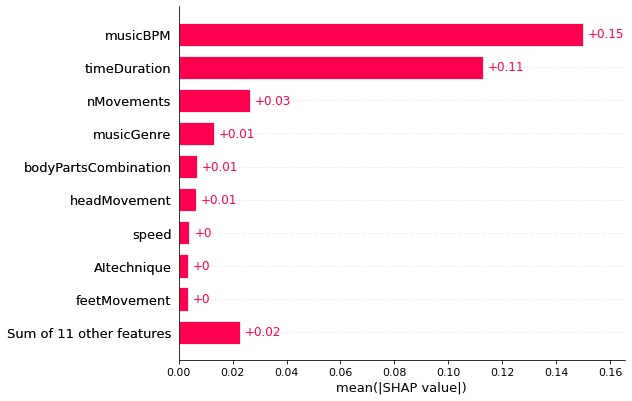 musicBPM +0.15
timeDuration +0.11
nMovements +0.03
musicGenre +0.01
bodyPartsCombination +0.01
headMovement +0.01
speed +0
AItechnique +0
feetMovement +0
Sum of 11 other features +0.02
0.00 0.02 0.04 0.06 0.08 0.10 0.12 0.14 0.16
mean(|SHAP value|)